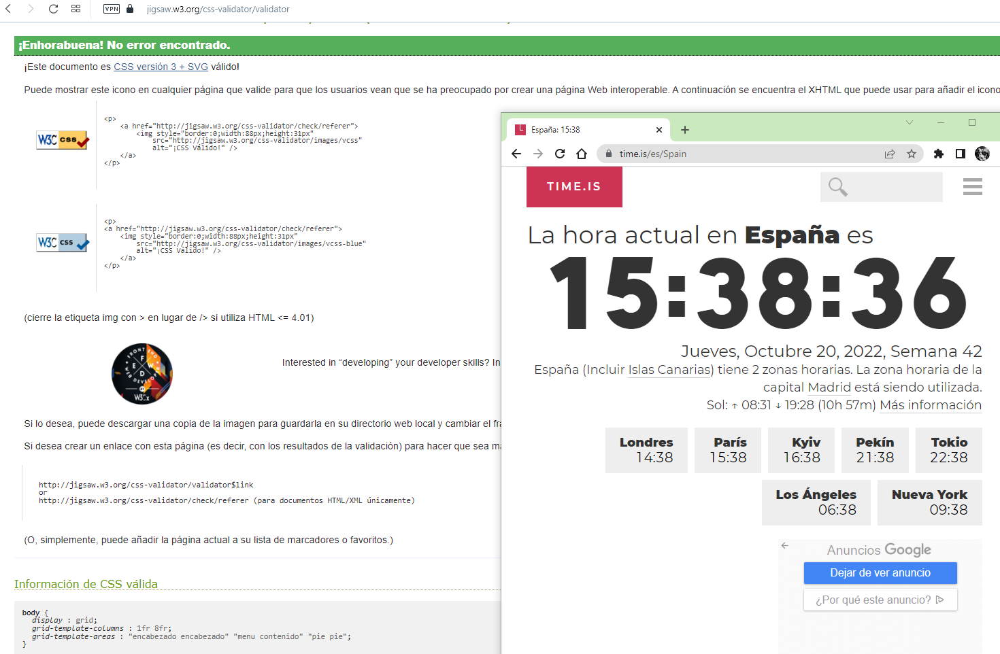 VPN jigsaw.w3.org/css-validator/validator
¡Enhorabuena! No error encontrado.
¡Este documento es CSS versión 3 + SVG válido!
Puede mostrar este icono en cualquier página que valide para que los usuarios vean que se ha preocupado por crear una página Web interoperable. A continuación se encuentra el XHTML que puede usar para añadir el icono
W3C css
<p>
<a href="http://jigsaw.w3.org/css-validator/check/referer">
<img style="border:0;width:88px;height:31px"
src="http://jigsaw.w3.org/css-validator/images/vcss"
alt="¡CSS Válido!" />
</a>
</p>
W3C css
<p>
<a href="http://jigsaw.w3.org/css-validator/check/referer">
<img style="border:0;width:88px;height:31px"
src="http://jigsaw.w3.org/css-validator/images/vcss-blue"
alt="¡CSS Válido!" />
</a>
</p>
(cierre la etiqueta img con > en lugar de /> si utiliza HTML <= 4.01)
FRONT END
F
E W
D
DEVELOP
W3Cx
Interested in “developing” your developer skills? In
Si lo desea, puede descargar una copia de la imagen para guardarla en su directorio web local y cambiar el
Si desea crear un enlace con esta página (es decir, con los resultados de la validación) para hacer que sea
http://jigsaw.w3.org/css-validator/validator$link
or
http://jigsaw.w3.org/css-validator/check/referer (para documentos HTML/XML únicamente)
(O, simplemente, puede añadir la página actual a su lista de marcadores o favoritos.)
Información de CSS válida
body {
display : grid;
grid-template-columns : 1fr 8fr;
grid-template-areas : "encabezado encabezado" "menu contenido" "pie pie";
}
España: 15:38
time.is/es/Spain
TIME.IS
La hora actual en España es
15:38:36
Jueves, Octubre 20, 2022, Semana 42
España (Incluir Islas Canarias) tiene 2 zonas horarias. La zona horaria de la
capital Madrid está siendo utilizada.
Sol: ↑ 08:31 ↓ 19:28 (10h 57m) Más información
Londres
14:38
París
15:38
Kyiv
16:38
Pekín
21:38
Tokio
22:38
Los Ángeles
06:38
Nueva York
09:38
Anuncios Google
Dejar de ver anuncio
¿Por qué este anuncio?